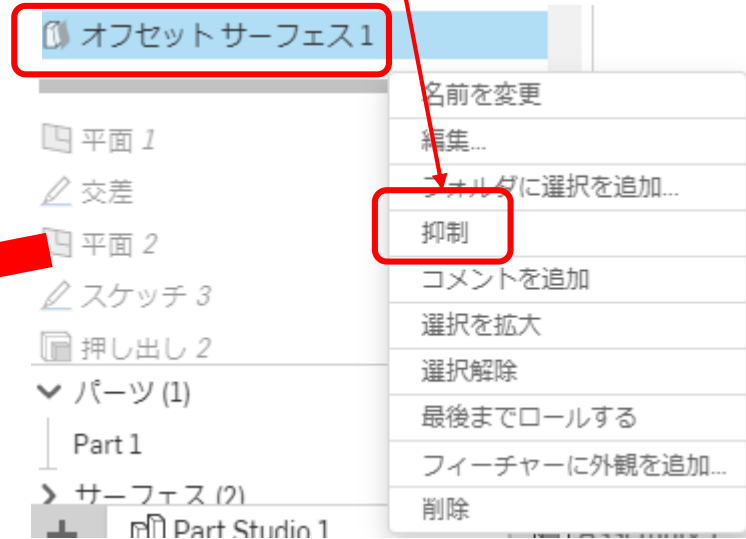 オフセット サーフェス 1
平面 1
交差
平面 2
スケッチ 3
押し出し 2
パーツ (1)
Part 1
サーフェス (2)
Part Studio 1
名前を変更
編集...
フォルダに選択を追加...
抑制
コメントを追加
選択を拡大
選択解除
最後までロールする
フィーチャーに外観を追加...
削除